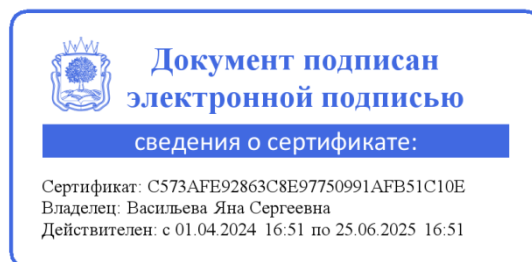 Документ подписан
электронной подписью
сведения о сертификате:
Сертификат: C573AFE92863C8E97750991AFB51C10E
Владелец: Васильева Яна Сергеевна
Действителен: с 01.04.2024 16:51 по 25.06.2025 16:51